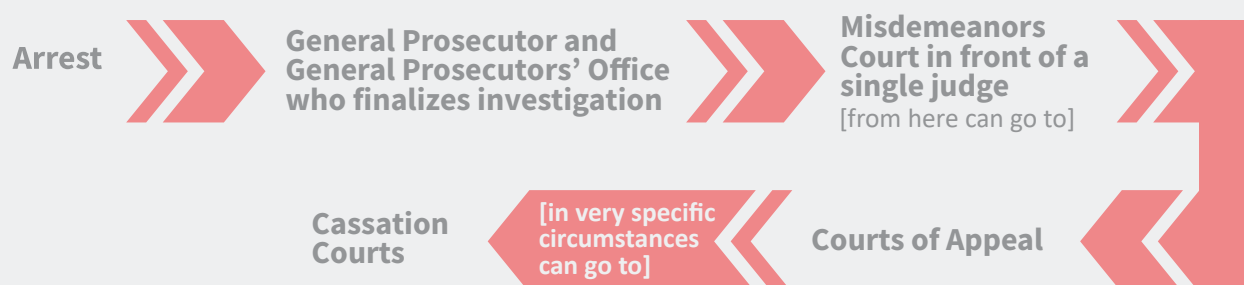 Arrest
General Prosecutor and
General Prosecutors’ Office
who finalizes investigation
Misdemeanors
Court in front of a
single judge
[from here can go to]
Courts of Appeal
[in very specific
circumstances
can go to]
Cassation
Courts